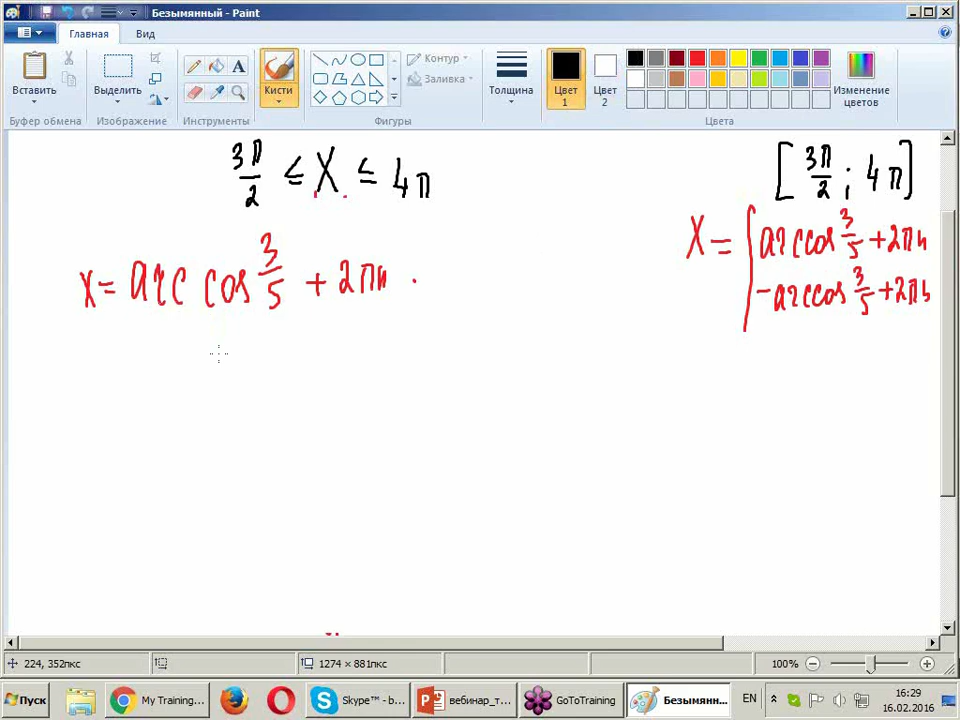 Безымянный - Paint
Главная Вид
Вставить Выделить Кисти Контур Заливка Толщина Цвет 1 Цвет 2 Изменение цветов
Буфер обмена Изображение Инструменты Фигуры Цвета
3π/2 ≤ X ≤ 4π
[3π/2 ; 4π]
X = [ arccos 3/5 + 2πn
-arccos 3/5 + 2πn
x = arc cos 3/5 + 2πn
224, 352пкс 1274 × 881пкс 100%
Пуск My Training... Skype™ - b... вебинар_т... GoToTraining Безымянн... EN 16:29
16.02.2016